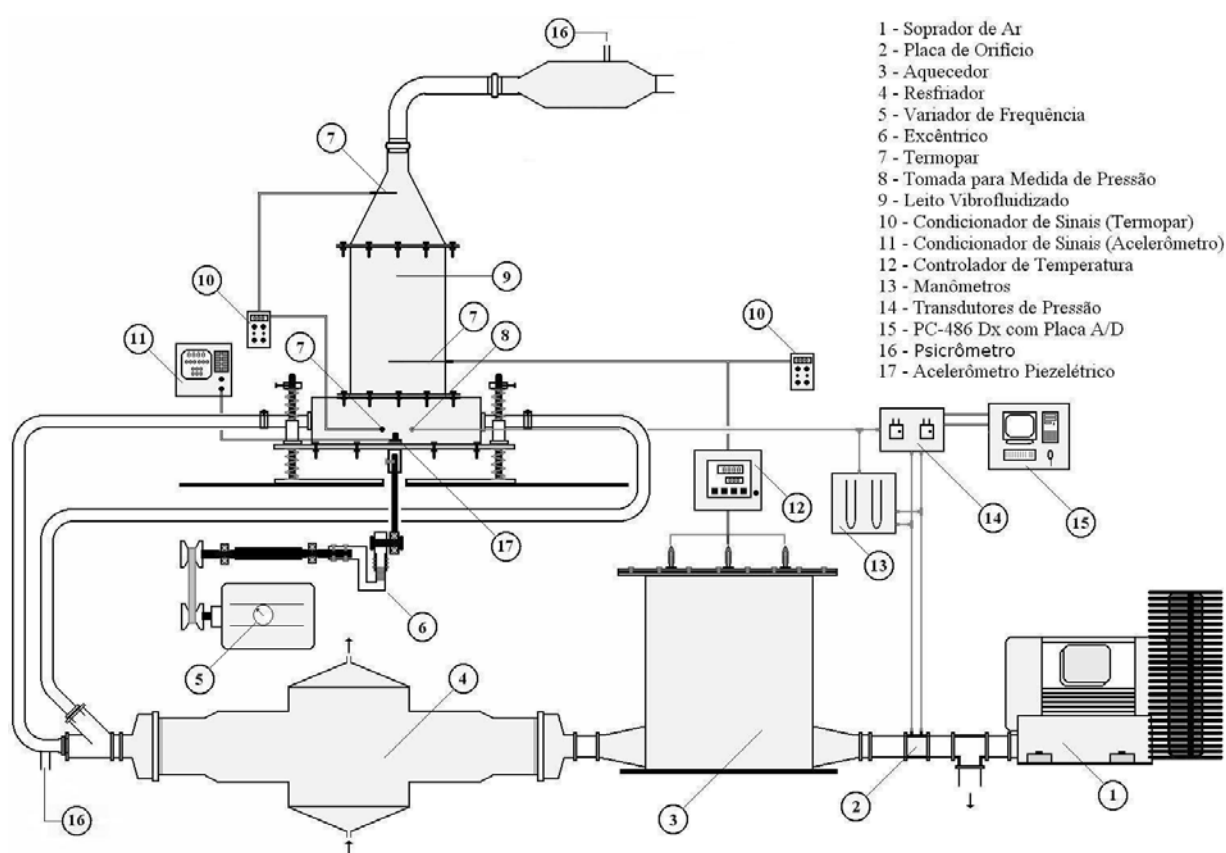 16
1 - Soprador de Ar
2 - Placa de Orifício
3 - Aquecedor
4 - Resfriador
5 - Variador de Frequência
6 - Excêntrico
7 - Termopar
8 - Tomada para Medida de Pressão
9 - Leito Vibrofluidizado
10 - Condicionador de Sinais (Termopar)
11 - Condicionador de Sinais (Acelerômetro)
12 - Controlador de Temperatura
13 - Manômetros
14 - Transdutores de Pressão
15 - PC-486 Dx com Placa A/D
16 - Psicrômetro
17 - Acelerômetro Piezelétrico
7
9
10
7
8
10
11
7
12
14
15
17
13
6
5
4
16
3
2
1